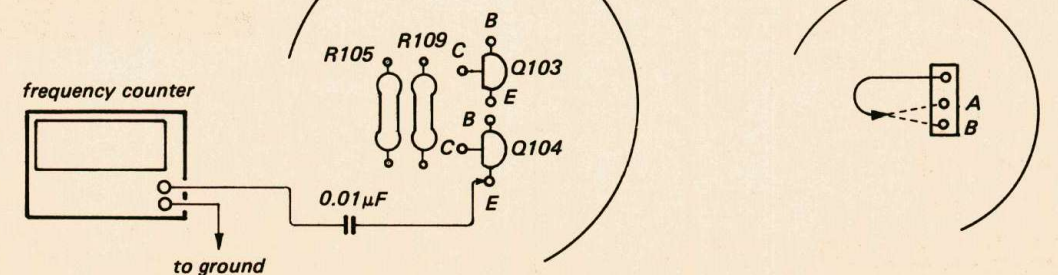 B
R105
R109
C
Q103
frequency counter
E
A
B
B
C
Q104
0.01µF
E
to ground